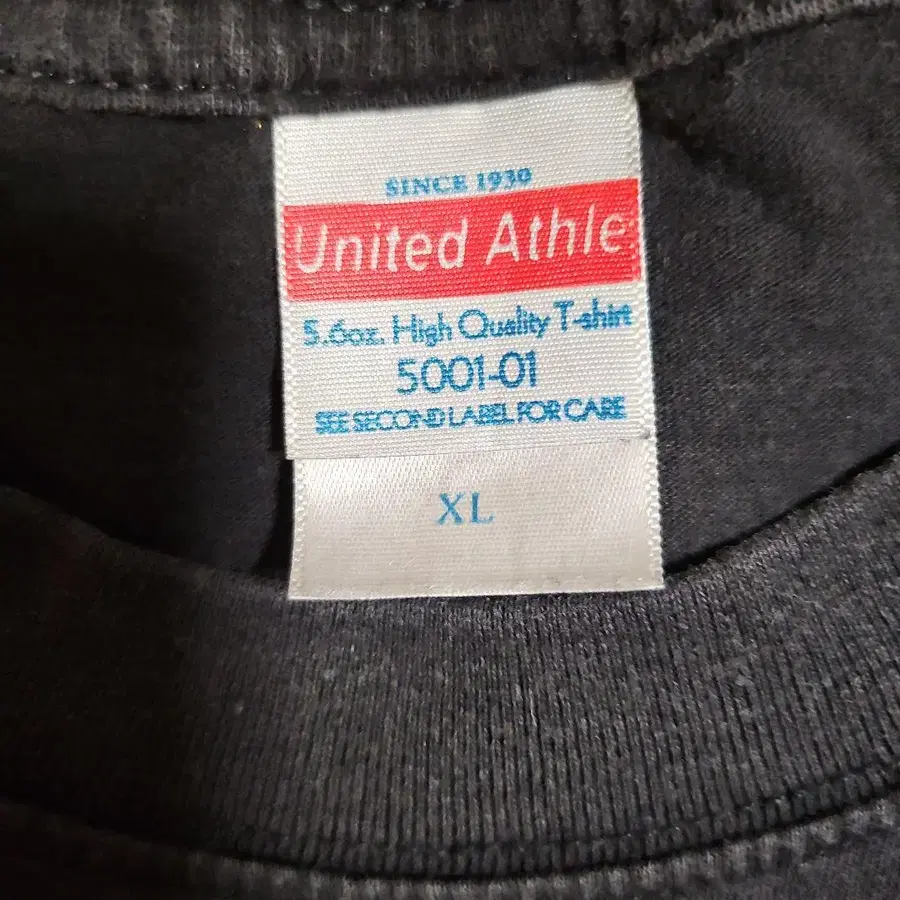 SINCE 1930
United Athle
5.6oz. High Quality T-shirt
5001-01
SEE SECOND LABEL FOR CARE
XL